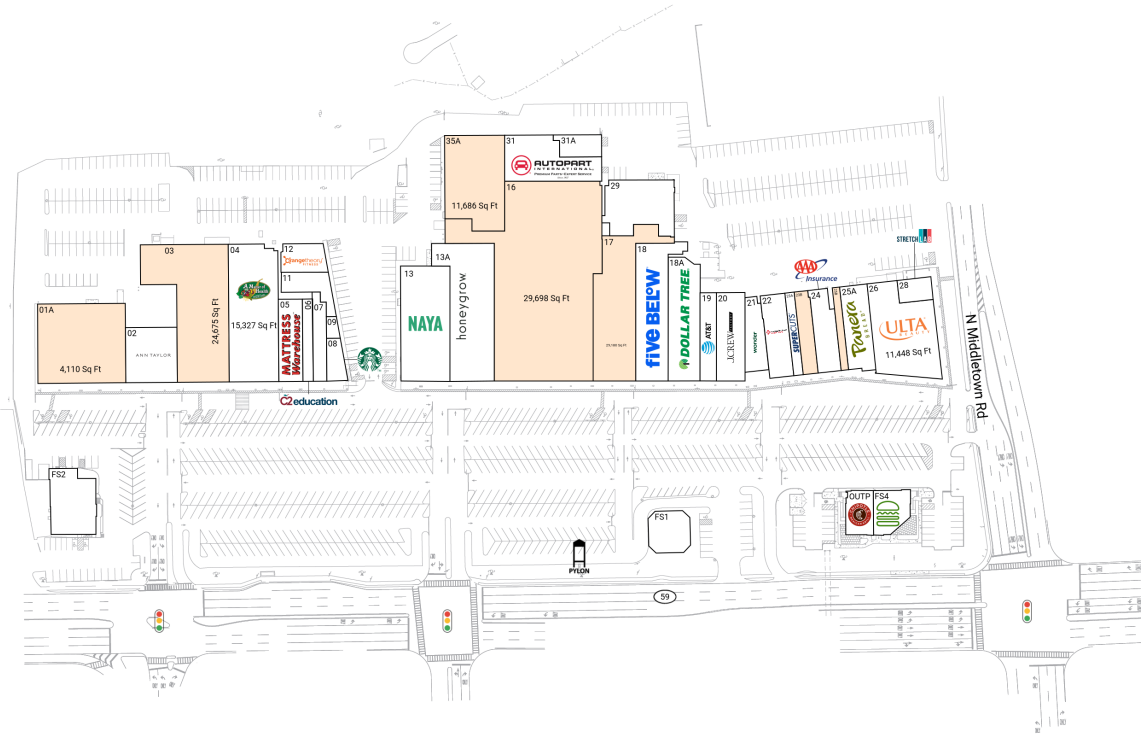 35A
31
31A
AUTOPART
INTERNATIONAL
11,686 Sq Ft
16
29
03
04
12
Orangetheory
FITNESS
11
STRETCH
AAA
Insurance
13A
13
17
18
18A
01A
02
ANN TAYLOR
24,675 Sq Ft
15,327 Sq Ft
05
06
07
09
08
MATTRESS
Warehouse
4,110 Sq Ft
C2education
NAYA
honeygrow
29,698 Sq Ft
five BELOW
DOLLAR TREE
19
20
AT&T
J.CREW
21
22
SUPERCUTS
24
25A
Panera
BREAD
26
28
ULTA
BEAUTY
11,448 Sq Ft
N Middletown Rd
FS2
FS1
OUTP
FS4
PYLON
59